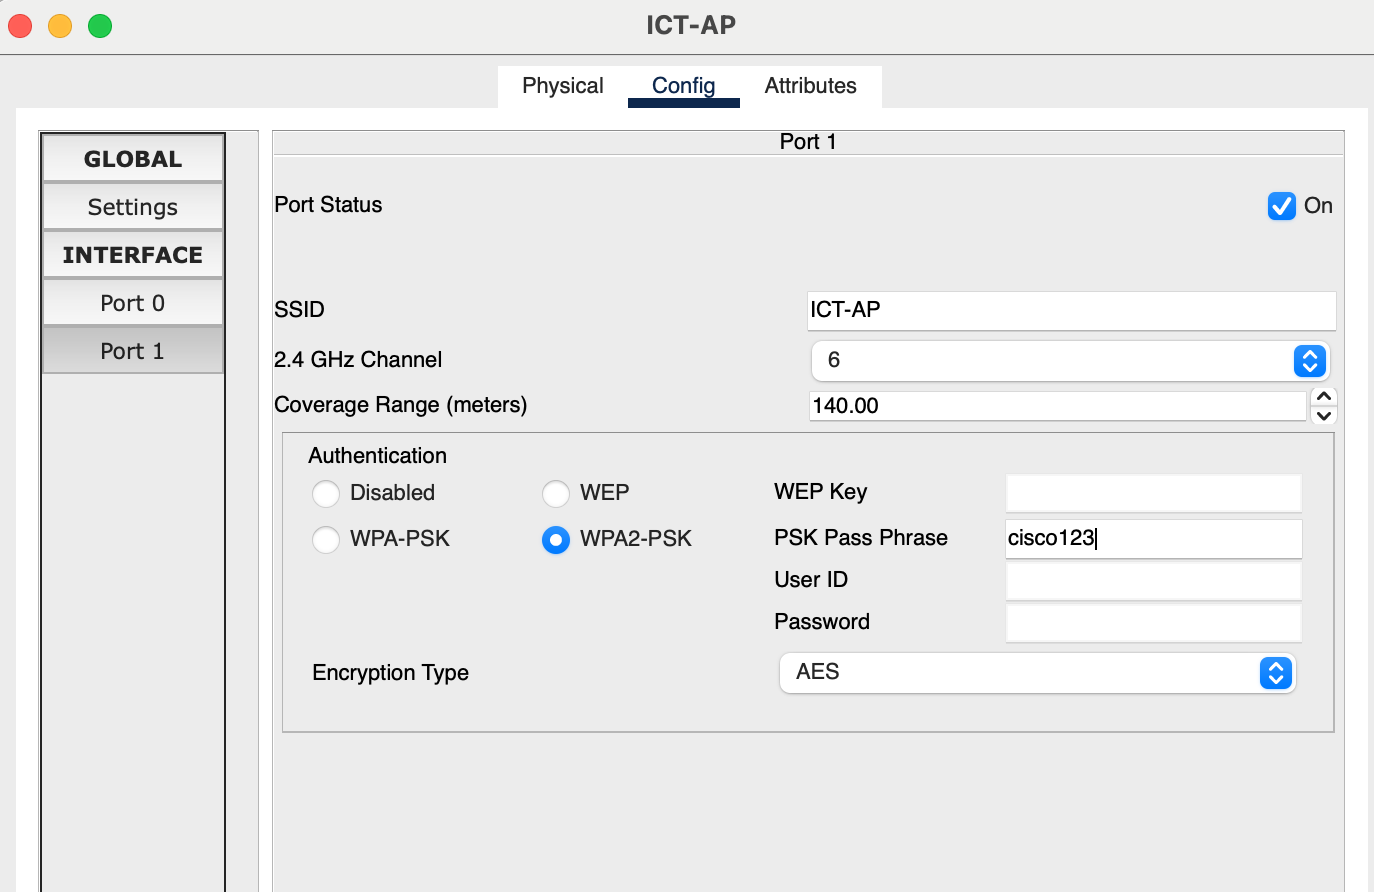 ICT-AP
Physical Config Attributes
GLOBAL
Settings
INTERFACE
Port 0
Port 1
Port 1
Port Status On
SSID ICT-AP
2.4 GHz Channel 6
Coverage Range (meters) 140.00
Authentication
Disabled WEP WEP Key
WPA-PSK WPA2-PSK PSK Pass Phrase cisco123
User ID
Password
Encryption Type AES